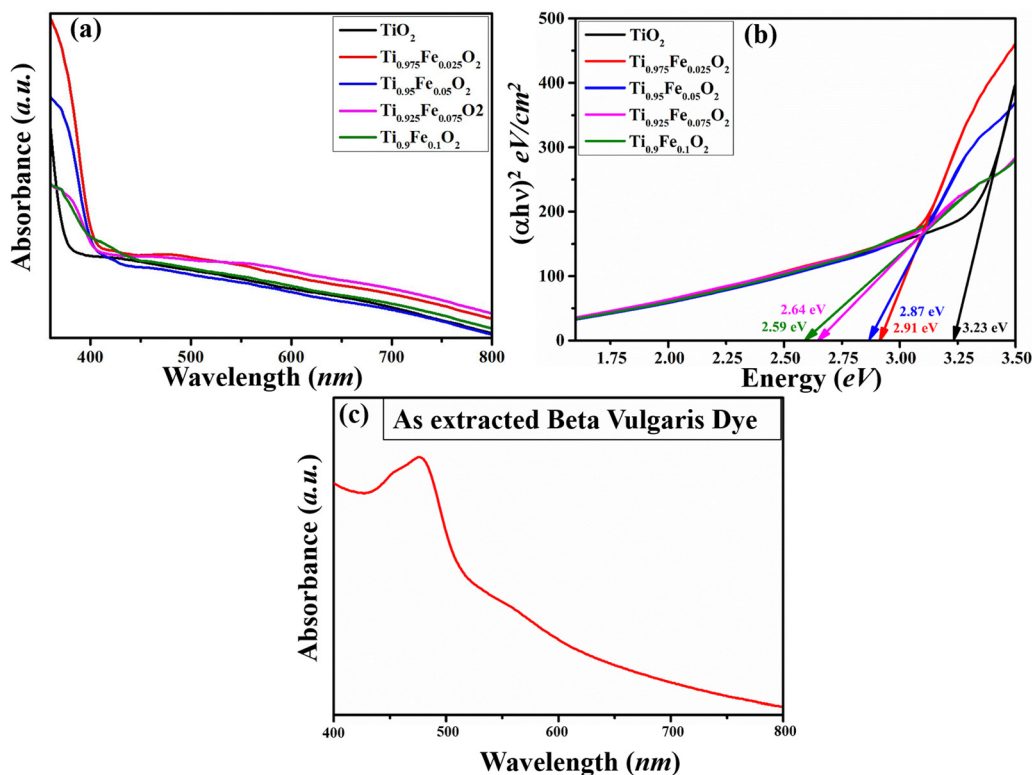 (a)
TiO₂
Ti₀.₉₇₅Fe₀.₀₂₅O₂
Ti₀.₉₅Fe₀.₀₅O₂
Ti₀.₉₂₅Fe₀.₀₇₅O2
Ti₀.₉Fe₀.₁O₂
Absorbance (a.u.)
400 500 600 700 800
Wavelength (nm)
(b)
TiO₂
Ti₀.₉₇₅Fe₀.₀₂₅O₂
Ti₀.₉₅Fe₀.₀₅O₂
Ti₀.₉₂₅Fe₀.₀₇₅O₂
Ti₀.₉Fe₀.₁O₂
(αhν)² eV/cm²
500
400
300
200
100
0
2.64 eV
2.87 eV
2.59 eV
2.91 eV
3.23 eV
1.75 2.00 2.25 2.50 2.75 3.00 3.25 3.50
Energy (eV)
(c)
As extracted Beta Vulgaris Dye
Absorbance (a.u.)
400 500 600 700 800
Wavelength (nm)